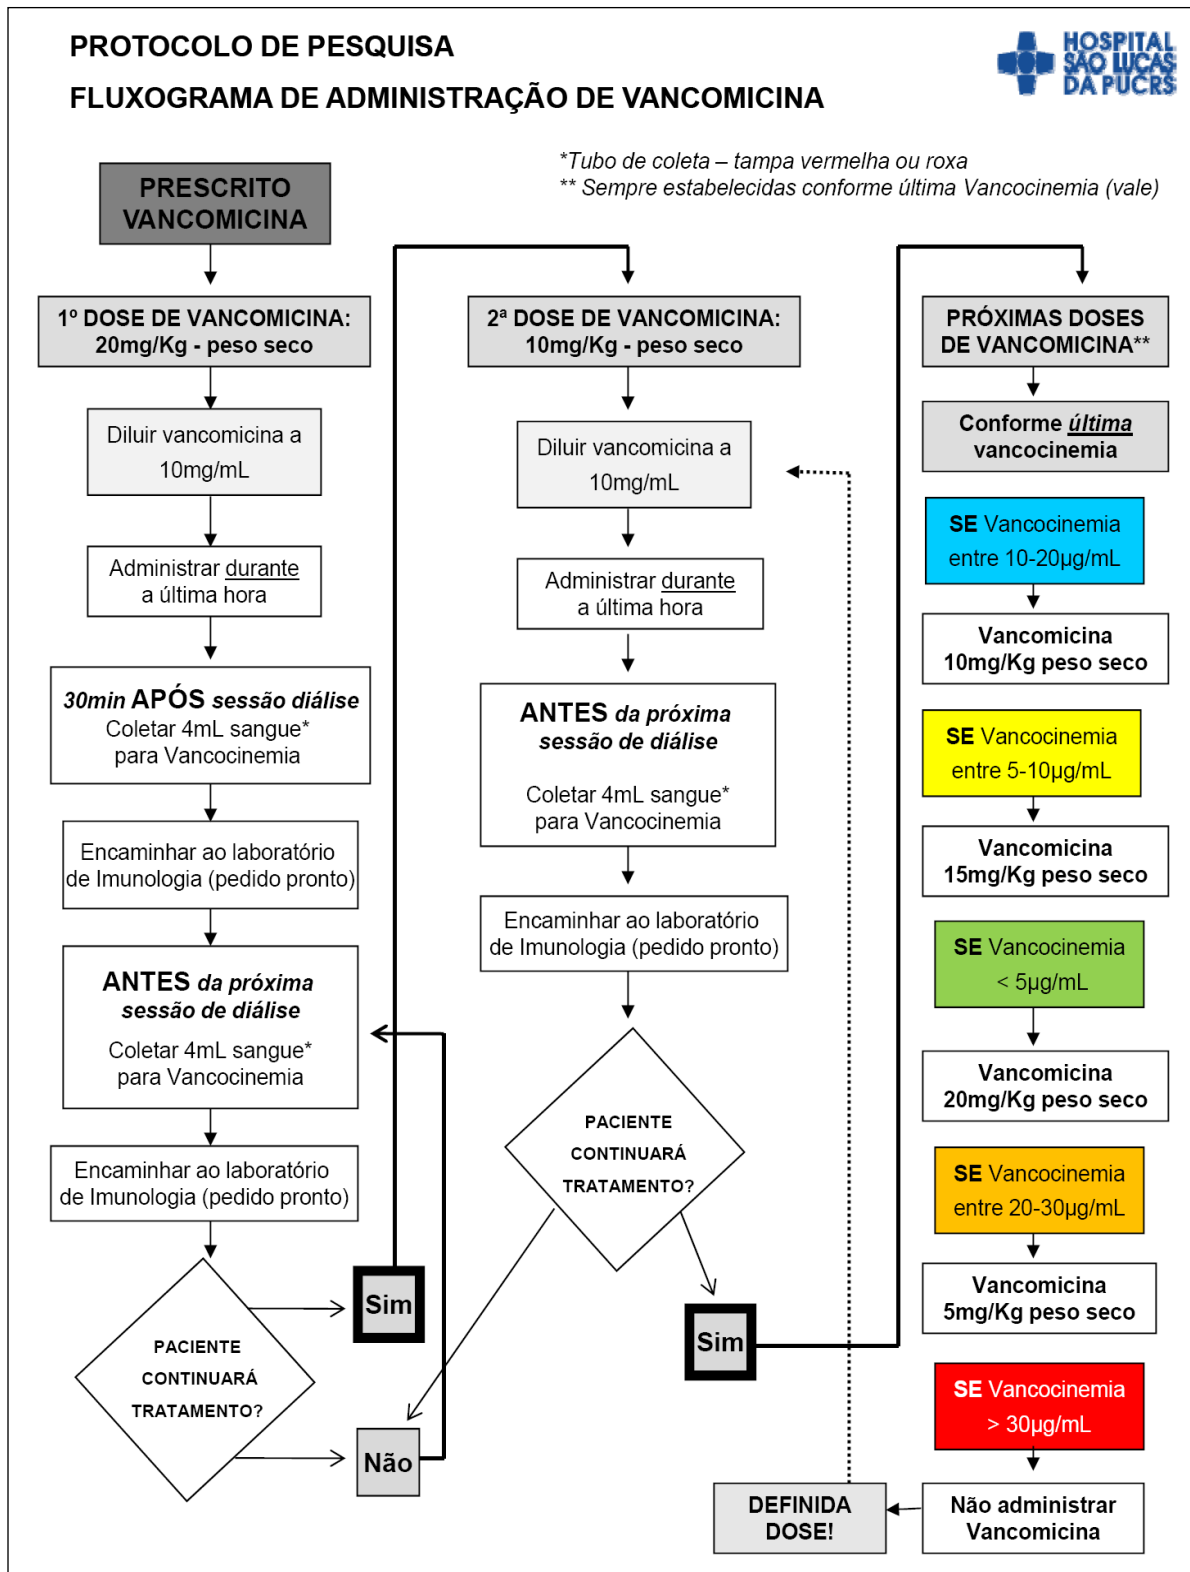 PROTOCOLO DE PESQUISA
FLUXOGRAMA DE ADMINISTRAÇÃO DE VANCOMICINA
HOSPITAL
SÃO LUCAS
DA PUCRS
*Tubo de coleta – tampa vermelha ou roxa
** Sempre estabelecidas conforme última Vancocinemia (vale)
PRESCRITO
VANCOMICINA
1º DOSE DE VANCOMICINA:
20mg/Kg - peso seco
Diluir vancomicina a
10mg/mL
Administrar durante
a última hora
30min APÓS sessão diálise
Coletar 4mL sangue*
para Vancocinemia
Encaminhar ao laboratório
de Imunologia (pedido pronto)
ANTES da próxima
sessão de diálise
Coletar 4mL sangue*
para Vancocinemia
Encaminhar ao laboratório
de Imunologia (pedido pronto)
PACIENTE
CONTINUARÁ
TRATAMENTO?
Sim
Não
2ª DOSE DE VANCOMICINA:
10mg/Kg - peso seco
Diluir vancomicina a
10mg/mL
Administrar durante
a última hora
ANTES da próxima
sessão de diálise
Coletar 4mL sangue*
para Vancocinemia
Encaminhar ao laboratório
de Imunologia (pedido pronto)
PACIENTE
CONTINUARÁ
TRATAMENTO?
Sim
PRÓXIMAS DOSES
DE VANCOMICINA**
Conforme última
vancocinemia
SE Vancocinemia
entre 10-20µg/mL
Vancomicina
10mg/Kg peso seco
SE Vancocinemia
entre 5-10µg/mL
Vancomicina
15mg/Kg peso seco
SE Vancocinemia
< 5µg/mL
Vancomicina
20mg/Kg peso seco
SE Vancocinemia
entre 20-30µg/mL
Vancomicina
5mg/Kg peso seco
SE Vancocinemia
> 30µg/mL
Não administrar
Vancomicina
DEFINIDA
DOSE!